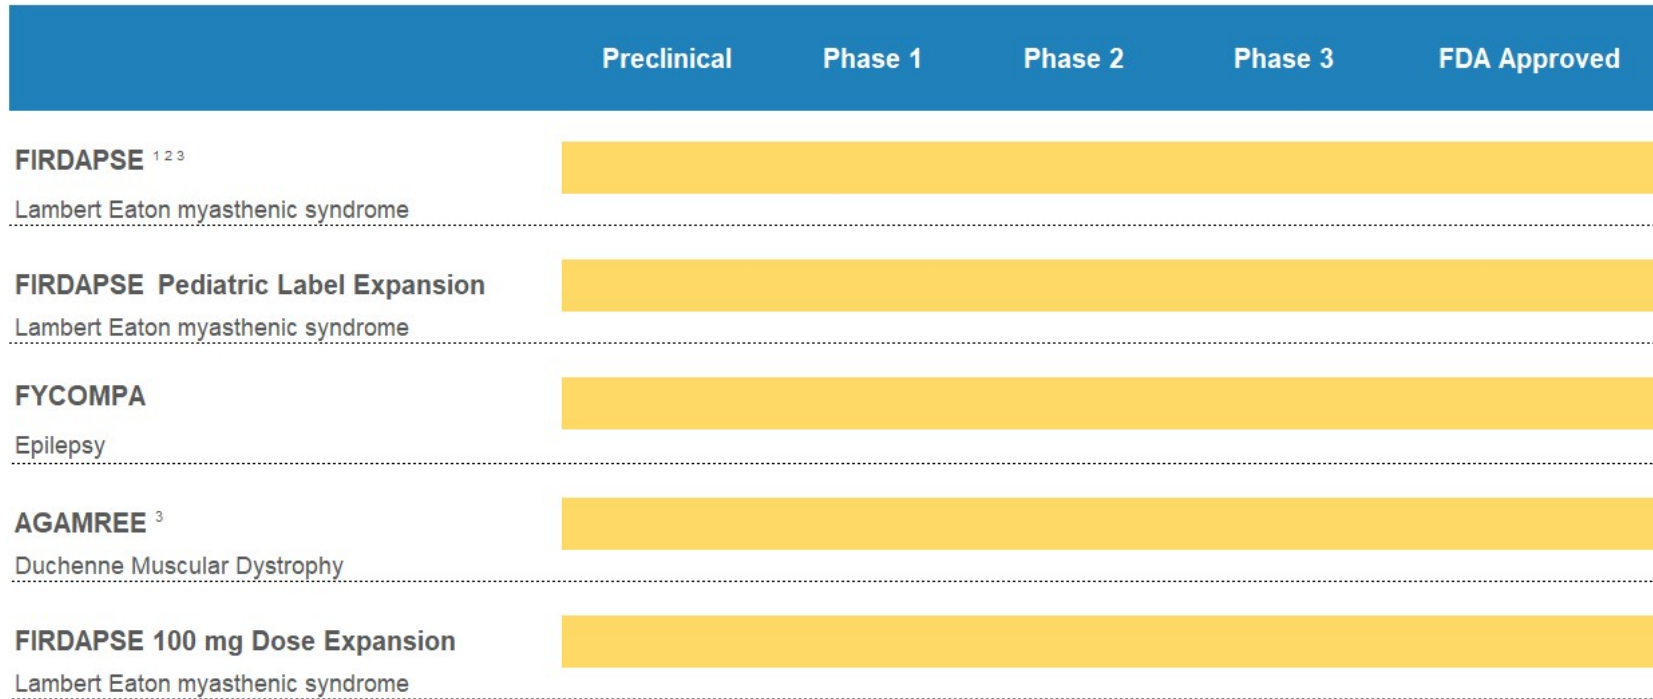 Preclinical Phase 1 Phase 2 Phase 3 FDA Approved
FIRDAPSE 1 2 3
Lambert Eaton myasthenic syndrome
FIRDAPSE Pediatric Label Expansion
Lambert Eaton myasthenic syndrome
FYCOMPA
Epilepsy
AGAMREE 3
Duchenne Muscular Dystrophy
FIRDAPSE 100 mg Dose Expansion
Lambert Eaton myasthenic syndrome